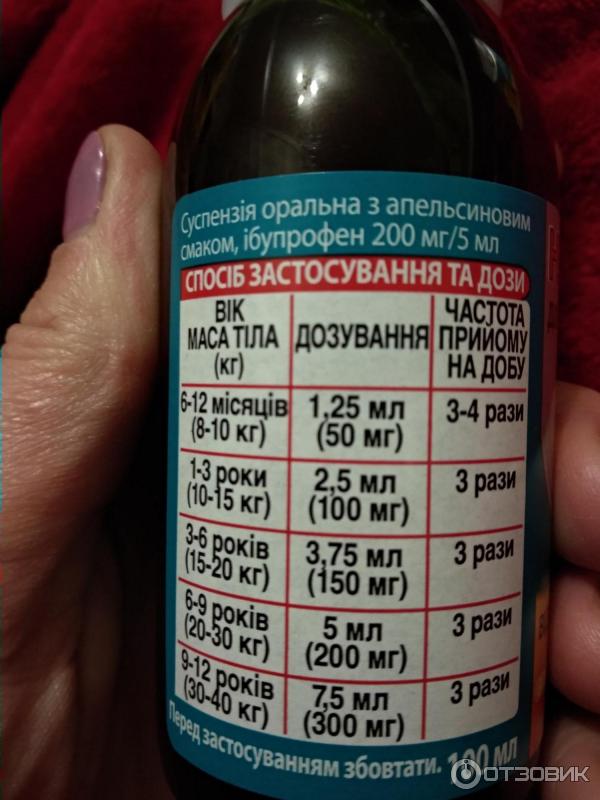 Суспензія оральна з апельсиновим
смаком, ібупрофен 200 мг/5 мл
СПОСІБ ЗАСТОСУВАННЯ ТА ДОЗИ
ВІК
МАСА ТІЛА
(кг)
ДОЗУВАННЯ
ЧАСТОТА
ПРИЙОМУ
НА ДОБУ
6-12 місяців
(8-10 кг)
1,25 мл
(50 мг)
3-4 рази
1-3 роки
(10-15 кг)
2,5 мл
(100 мг)
3 рази
3-6 років
(15-20 кг)
3,75 мл
(150 мг)
3 рази
6-9 років
(20-30 кг)
5 мл
(200 мг)
3 рази
9-12 років
(30-40 кг)
7,5 мл
(300 мг)
3 рази
Перед застосуванням збовтати. 100 мл
ОТЗОВИК